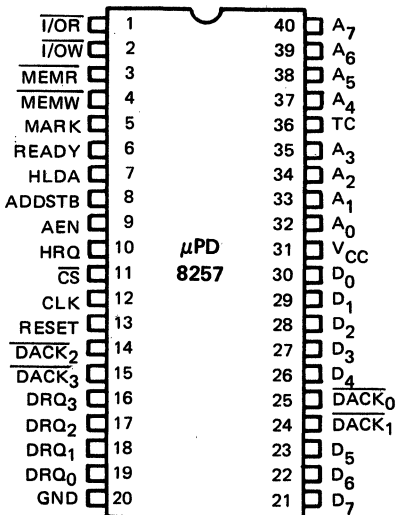 I/OR 1 40 A7
I/OW 2 39 A6
MEMR 3 38 A5
MEMW 4 37 A4
MARK 5 36 TC
READY 6 35 A3
HLDA 7 34 A2
ADDSTB 8 33 A1
AEN 9 32 A0
HRQ 10 μPD 31 VCC
CS 11 8257 30 D0
CLK 12 29 D1
RESET 13 28 D2
DACK2 14 27 D3
DACK3 15 26 D4
DRQ3 16 25 DACK0
DRQ2 17 24 DACK1
DRQ1 18 23 D5
DRQ0 19 22 D6
GND 20 21 D7